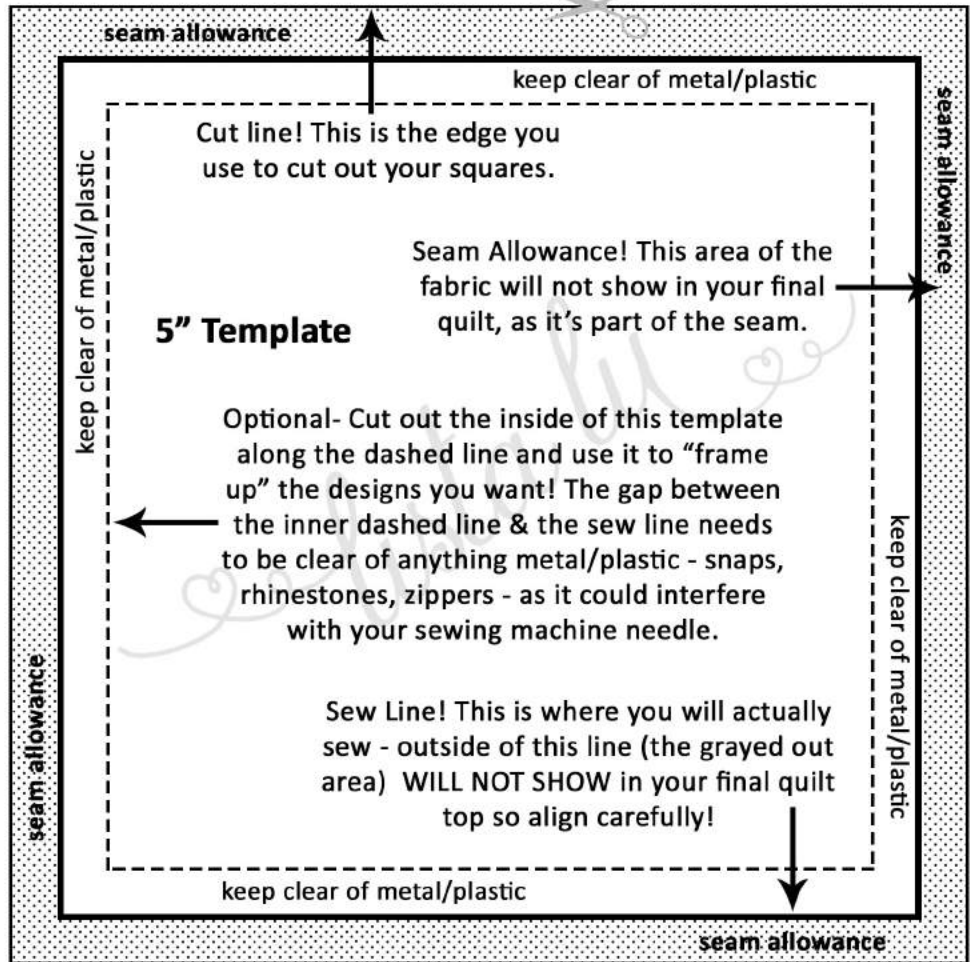 seam allowance
keep clear of metal/plastic
Cut line! This is the edge you
use to cut out your squares.
seam allowance
keep clear of metal/plastic
Seam Allowance! This area of the
fabric will not show in your final
quilt, as it’s part of the seam.
5” Template
Optional- Cut out the inside of this template
along the dashed line and use it to “frame
up” the designs you want! The gap between
the inner dashed line & the sew line needs
to be clear of anything metal/plastic - snaps,
rhinestones, zippers - as it could interfere
with your sewing machine needle.
keep clear of metal/plastic
seam allowance
Sew Line! This is where you will actually
sew - outside of this line (the grayed out
area) WILL NOT SHOW in your final quilt
top so align carefully!
keep clear of metal/plastic
seam allowance